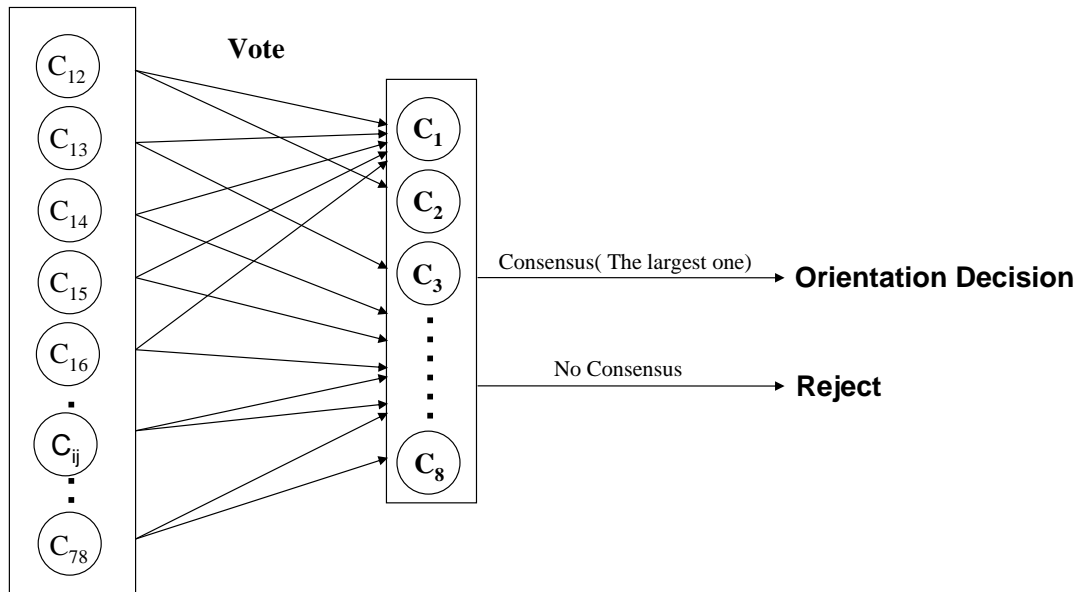 Vote
C12
C13
C14
C15
C16
Cij
C78
C1
C2
C3
C8
Consensus( The largest one)
Orientation Decision
No Consensus
Reject